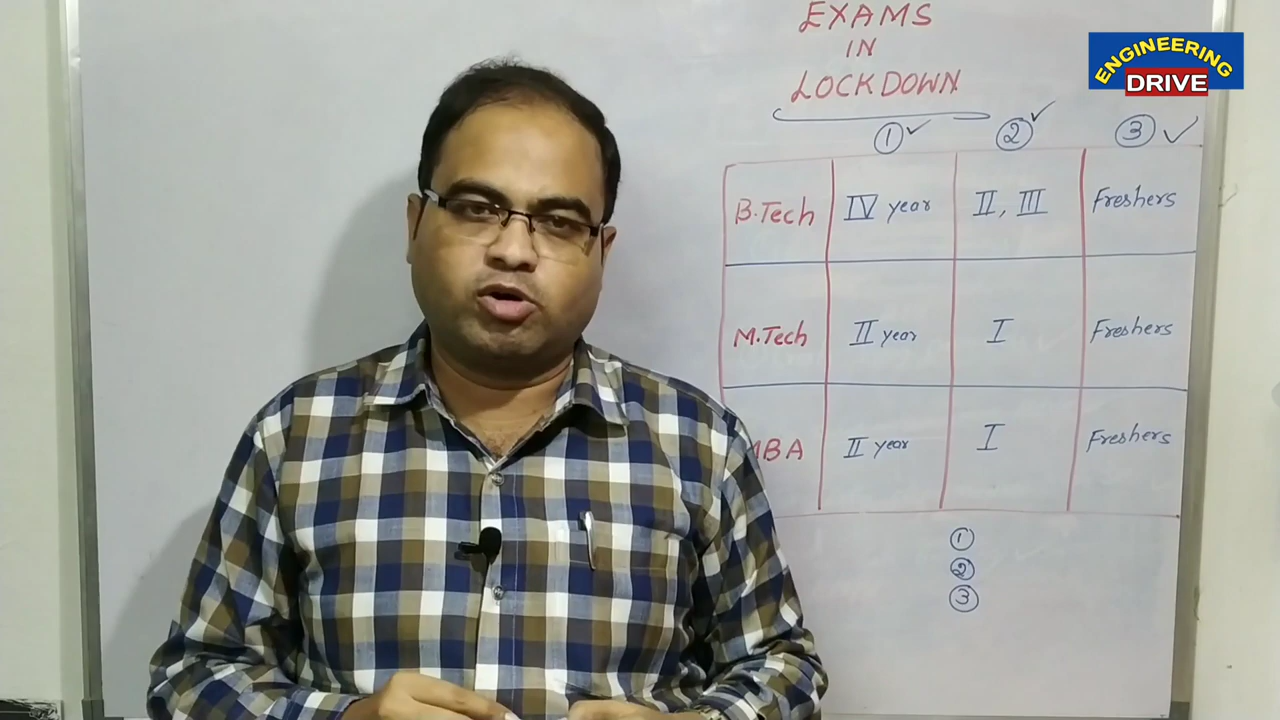 EXAMS
IN
LOCKDOWN
ENGINEERING
DRIVE
① ✓ ② ✓ ③ ✓
B.Tech IV year II, III Freshers
M.Tech II year I Freshers
BA II year I Freshers
①
②
③